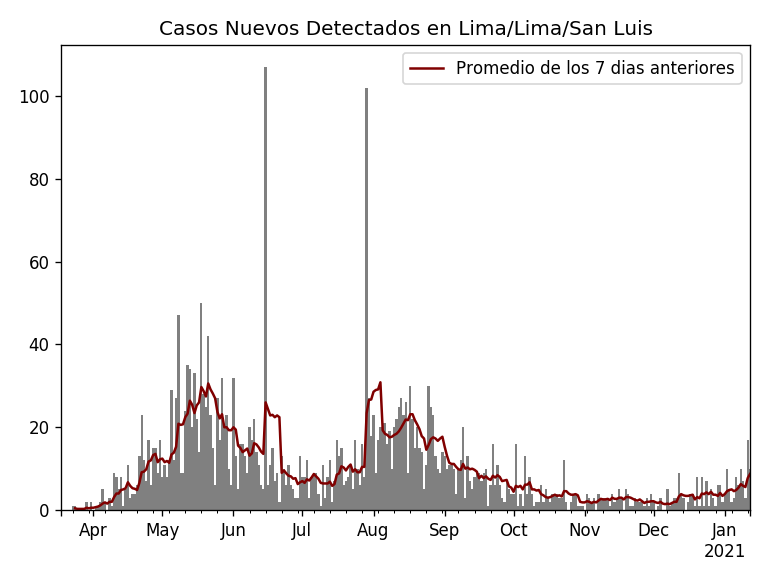 Casos Nuevos Detectados en Lima/Lima/San Luis
Promedio de los 7 dias anteriores
100
80
60
40
20
0
Apr May Jun Jul Aug Sep Oct Nov Dec Jan
2021